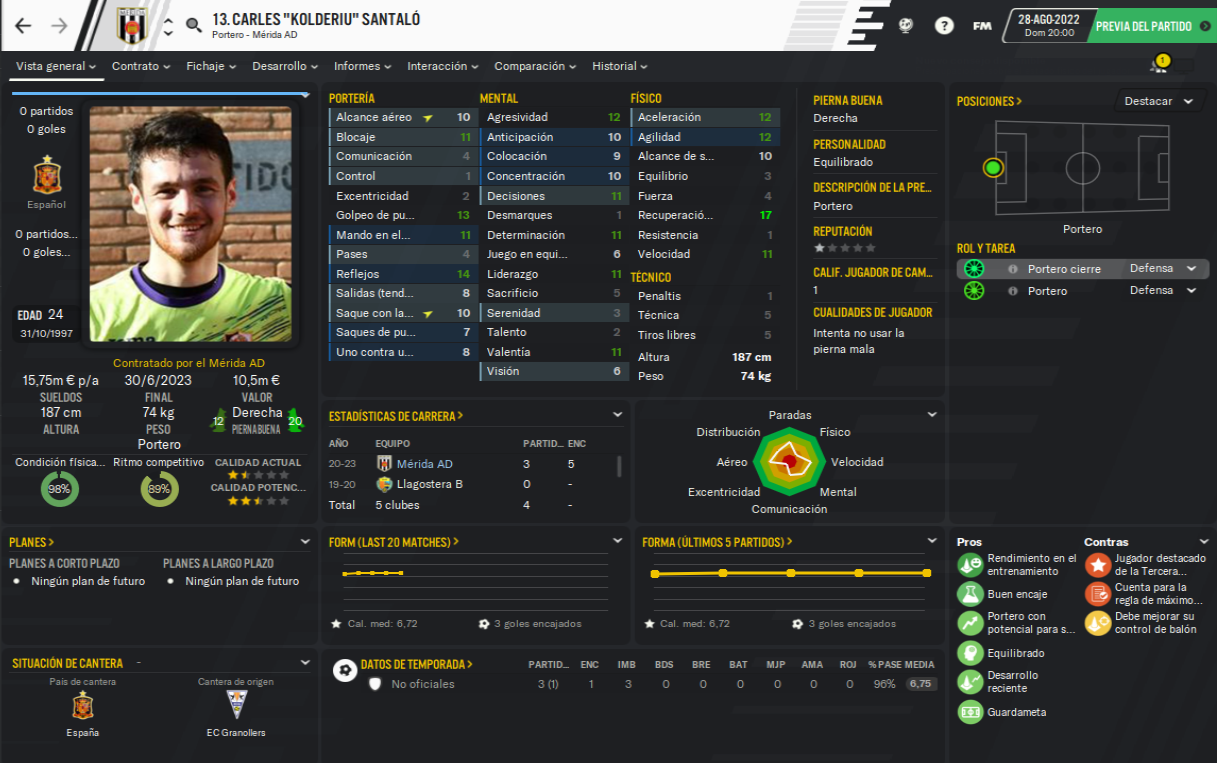 13. CARLES "KOLDERIU" SANTALÓ
Portero - Mérida AD
FM
28-AGO-2022
Dom 20:00
PREVIA DEL PARTIDO
Vista general
Contrato
Fichaje
Desarrollo
Informes
Interacción
Comparación
Historial
1
0 partidos
0 goles
Español
0 partidos...
0 goles...
EDAD 24
31/10/1997
Contratado por el Mérida AD
15,75m € p/a
SUELDOS
30/6/2023
FINAL
10,5m €
VALOR
187 cm
ALTURA
74 kg
PESO
12 Derecha 20
PIERNA BUENA
Portero
Condición física...
98%
Ritmo competitivo
89%
CALIDAD ACTUAL
CALIDAD POTENC...
PORTERÍA
Alcance aéreo 10
Blocaje 11
Comunicación 4
Control 1
Excentricidad 2
Golpeo de pu... 13
Mando en el... 11
Pases 4
Reflejos 14
Salidas (tend... 8
Saque con la... 10
Saques de pu... 7
Uno contra u... 8
MENTAL
Agresividad 12
Anticipación 10
Colocación 9
Concentración 10
Decisiones 11
Desmarques 1
Determinación 11
Juego en equi... 6
Liderazgo 11
Sacrificio 5
Serenidad 3
Talento 2
Valentía 11
Visión 6
FÍSICO
Aceleración 12
Agilidad 12
Alcance de s... 10
Equilibrio 3
Fuerza 4
Recuperació... 17
Resistencia 1
Velocidad 11
TÉCNICO
Penaltis 1
Técnica 5
Tiros libres 5
Altura 187 cm
Peso 74 kg
PIERNA BUENA
Derecha
PERSONALIDAD
Equilibrado
DESCRIPCIÓN DE LA PRE...
Portero
REPUTACIÓN
CALIF. JUGADOR DE CAM...
1
CUALIDADES DE JUGADOR
Intenta no usar la
pierna mala
POSICIONES >
Destacar
Portero
ROL Y TAREA
Portero cierre Defensa
Portero Defensa
ESTADÍSTICAS DE CARRERA >
AÑO EQUIPO PARTID... ENC
20-23 Mérida AD 3 5
19-20 Llagostera B 0 -
Total 5 clubes 4 -
Paradas
Distribución
Físico
Aéreo
Velocidad
Excentricidad
Mental
Comunicación
PLANES >
PLANES A CORTO PLAZO
Ningún plan de futuro
PLANES A LARGO PLAZO
Ningún plan de futuro
FORM (LAST 20 MATCHES) >
Cal. med: 6,72
3 goles encajados
FORMA (ÚLTIMOS 5 PARTIDOS) >
Cal. med: 6,72
3 goles encajados
Pros
Rendimiento en el
entrenamiento
Buen encaje
Portero con
potencial para s...
Equilibrado
Desarrollo
reciente
Guardameta
Contras
Jugador destacado
de la Tercera...
Cuenta para la
regla de máximo...
Debe mejorar su
control de balón
SITUACIÓN DE CANTERA -
País de cantera
España
Cantera de origen
EC Granollers
DATOS DE TEMPORADA > PARTID... ENC IMB BDS BRE BAT MJP AMA ROJ % PASE MEDIA
No oficiales 3 (1) 1 3 0 0 0 0 0 0 96% 6,75